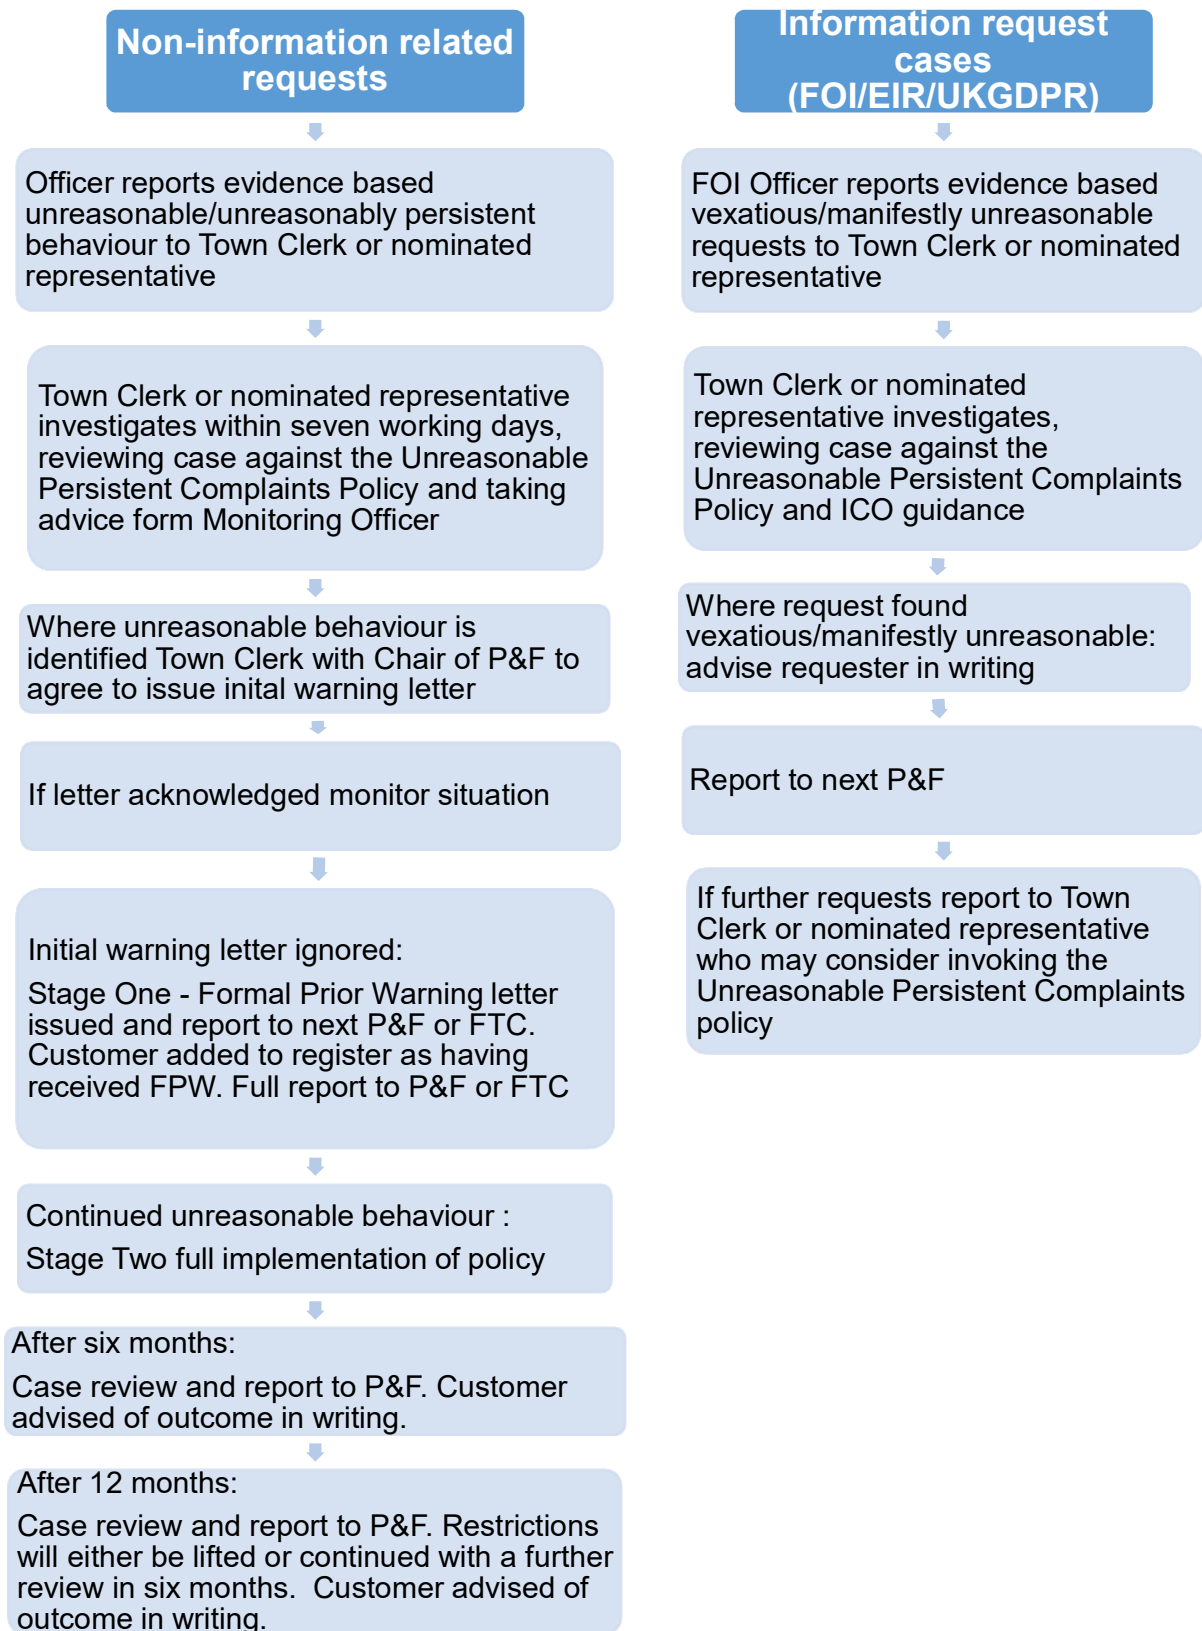 Non-information related
requests
Officer reports evidence based
unreasonable/unreasonably persistent
behaviour to Town Clerk or nominated
representative
Town Clerk or nominated representative
investigates within seven working days,
reviewing case against the Unreasonable
Persistent Complaints Policy and taking
advice form Monitoring Officer
Where unreasonable behaviour is
identified Town Clerk with Chair of P&F to
agree to issue inital warning letter
If letter acknowledged monitor situation
Initial warning letter ignored:
Stage One - Formal Prior Warning letter
issued and report to next P&F or FTC.
Customer added to register as having
received FPW. Full report to P&F or FTC
Continued unreasonable behaviour :
Stage Two full implementation of policy
After six months:
Case review and report to P&F. Customer
advised of outcome in writing.
After 12 months:
Case review and report to P&F. Restrictions
will either be lifted or continued with a further
review in six months.  Customer advised of
outcome in writing.
Information request
cases
(FOI/EIR/UKGDPR)
FOI Officer reports evidence based
vexatious/manifestly unreasonable
requests to Town Clerk or nominated
representative
Town Clerk or nominated
representative investigates,
reviewing case against the
Unreasonable Persistent Complaints
Policy and ICO guidance
Where request found
vexatious/manifestly unreasonable:
advise requester in writing
Report to next P&F
If further requests report to Town
Clerk or nominated representative
who may consider invoking the
Unreasonable Persistent Complaints
policy